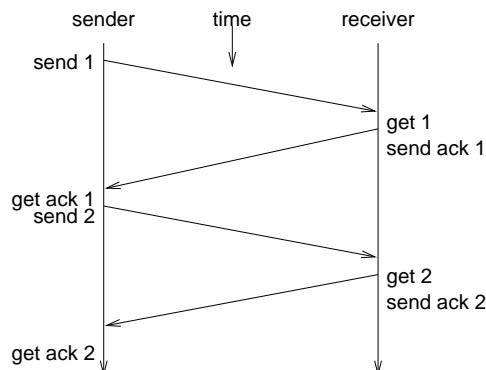 sender
time
receiver
send 1
get 1
send ack 1
get ack 1
send 2
get 2
send ack 2
get ack 2